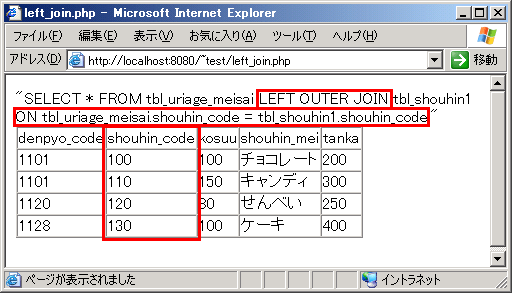 left_join.php - Microsoft Internet Explorer
ファイル(F) 編集(E) 表示(V) お気に入り(A) ツール(T) ヘルプ(H)
アドレス(D) http://localhost:8080/~test/left_join.php 移動
"SELECT * FROM tbl_uriage_meisai LEFT OUTER JOIN tbl_shouhin1
ON tbl_uriage_meisai.shouhin_code = tbl_shouhin1.shouhin_code"
denpyo_code shouhin_code kosuu shouhin_mei tanka
1101 100 100 チョコレート 200
1101 110 150 キャンディ 300
1120 120 80 せんべい 250
1128 130 100 ケーキ 400
ページが表示されました イントラネット